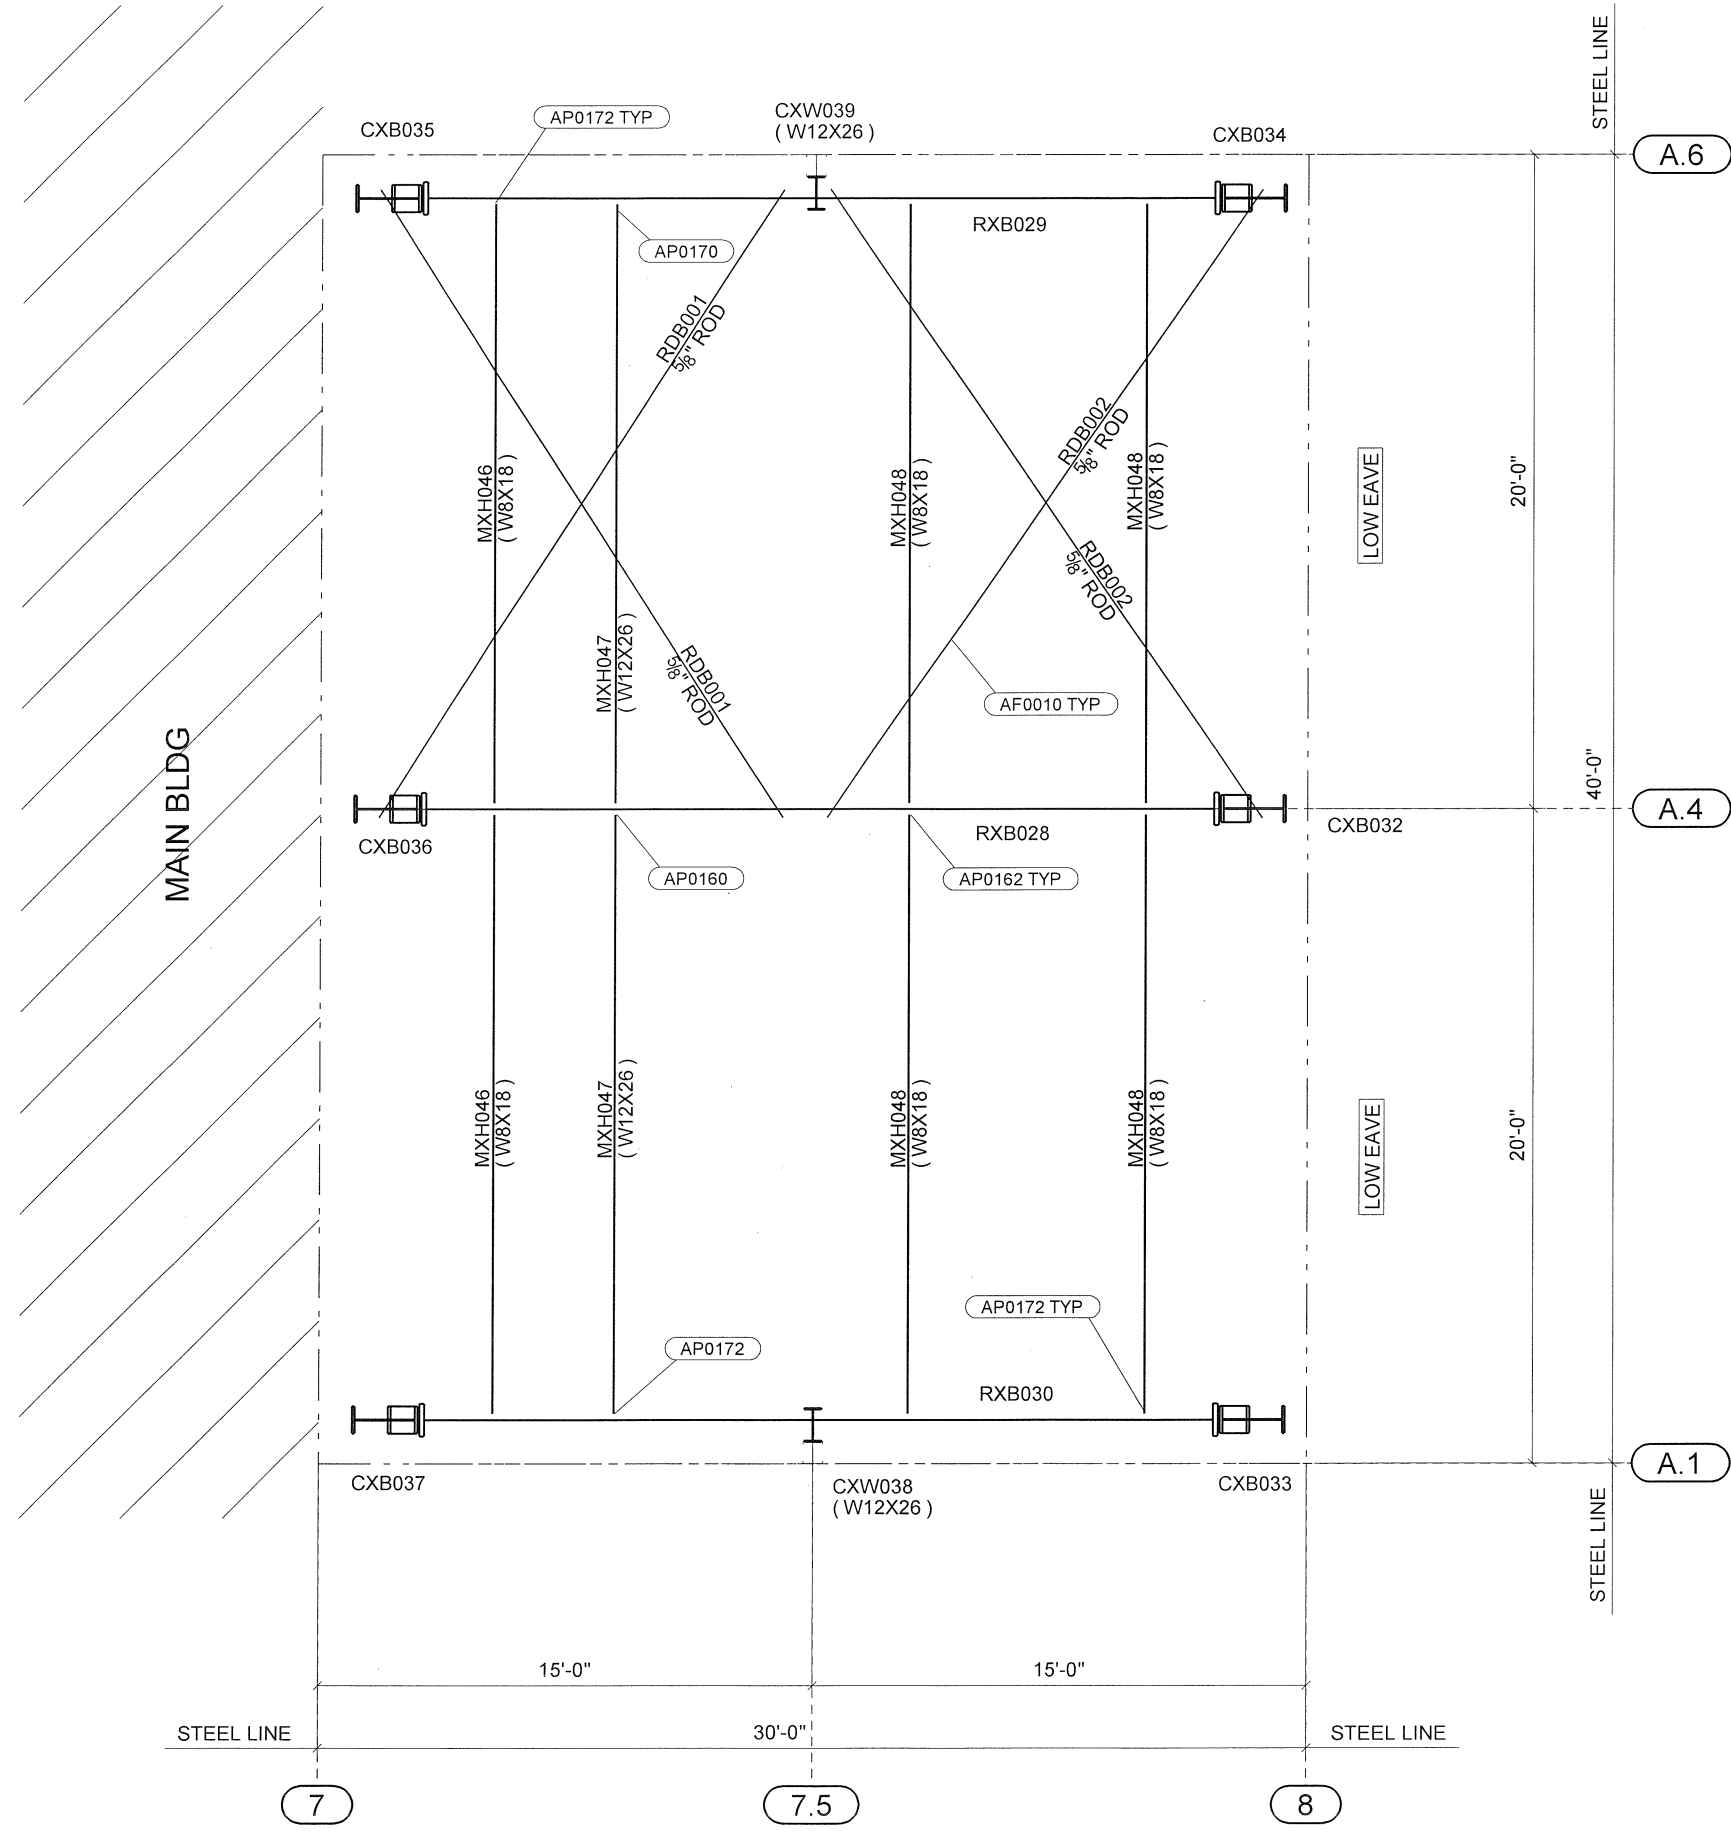 STEEL LINE
CXB035
AP0172 TYP
CXW039
( W12X26 )
CXB034
A.6
RXB029
AP0170
RDB001
5/8" ROD
RDB002
5/8" ROD
MXH046
( W8X18 )
MXH048
( W8X18 )
MXH048
( W8X18 )
LOW EAVE
20'-0"
RDB002
5/8" ROD
MXH047
( W12X26 )
RDB001
5/8" ROD
AF0010 TYP
MAIN BLDG
40'-0"
A.4
CXB036
RXB028
CXB032
AP0160
AP0162 TYP
MXH046
( W8X18 )
MXH047
( W12X26 )
MXH048
( W8X18 )
MXH048
( W8X18 )
LOW EAVE
20'-0"
AP0172 TYP
AP0172
RXB030
A.1
CXB037
CXW038
( W12X26 )
CXB033
STEEL LINE
15'-0"
15'-0"
STEEL LINE
30'-0"
STEEL LINE
7
7.5
8